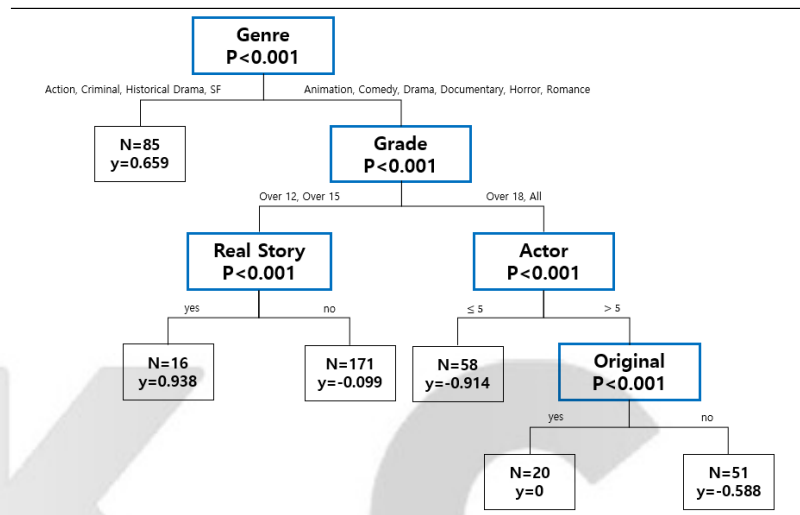 Genre
P<0.001
Action, Criminal, Historical Drama, SF
Animation, Comedy, Drama, Documentary, Horror, Romance
N=85
y=0.659
Grade
P<0.001
Over 12, Over 15
Over 18, All
Real Story
P<0.001
Actor
P<0.001
yes
no
≤ 5
> 5
N=16
y=0.938
N=171
y=-0.099
N=58
y=-0.914
Original
P<0.001
yes
no
N=20
y=0
N=51
y=-0.588